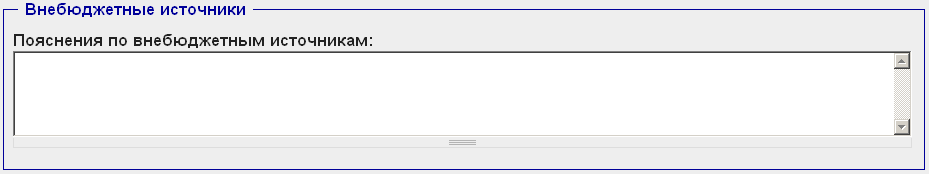 Внебюджетные источники
Пояснения по внебюджетным источникам: